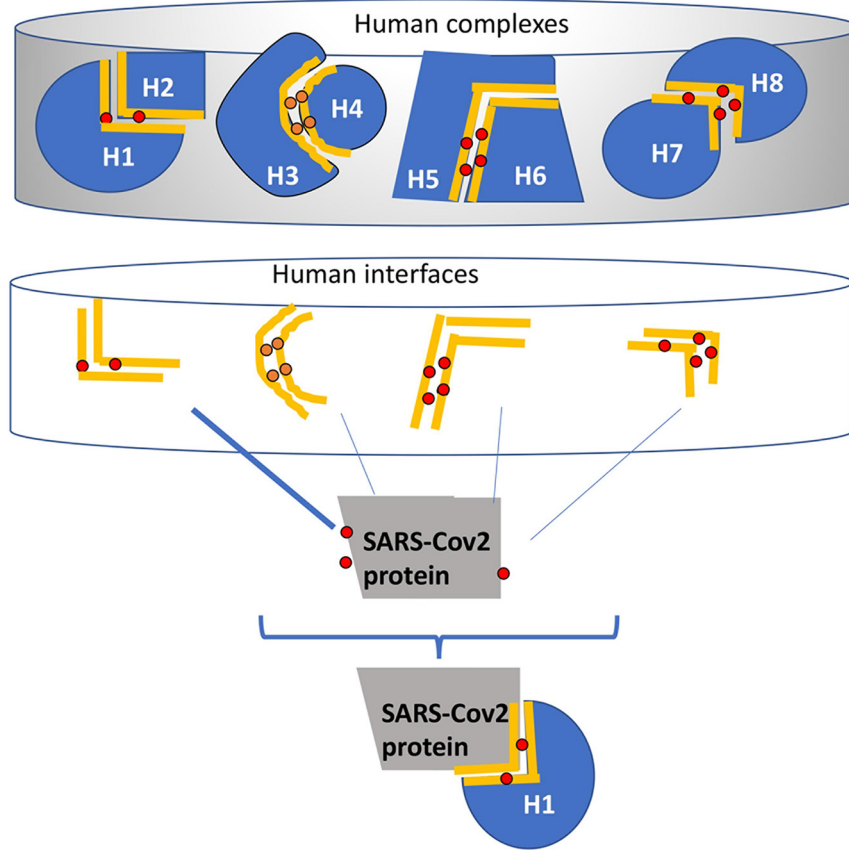 Human complexes
H1
H2
H3
H4
H5
H6
H7
H8
Human interfaces
SARS-Cov2
protein
SARS-Cov2
protein
H1